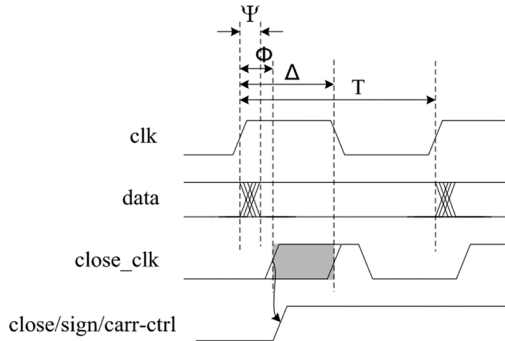 Ψ
Φ
Δ
T
clk
data
close_clk
close/sign/carr-ctrl